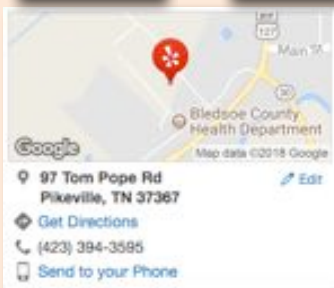 127
Main St
30
Bledsoe County
Health Department
Google
Map data ©2018 Google
97 Tom Pope Rd
Edit
Pikeville, TN 37367
Get Directions
(423) 394-3595
Send to your Phone